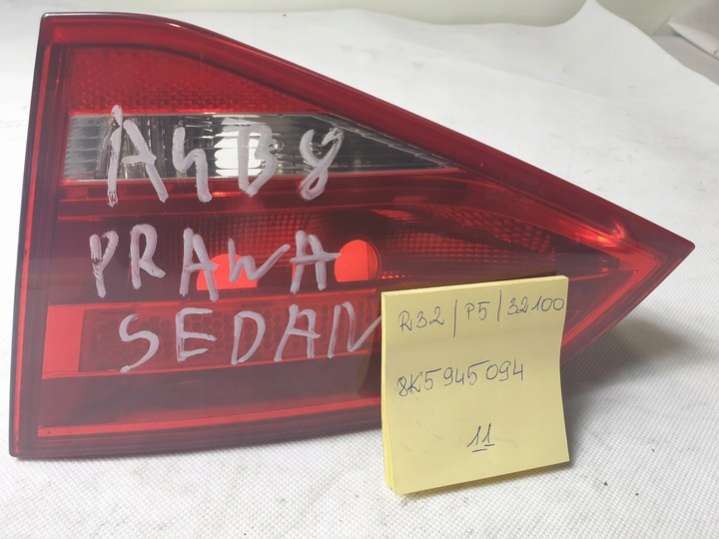 A4B8
PRAWA
SEDAN
R32/P5/32100
8K5945094
11